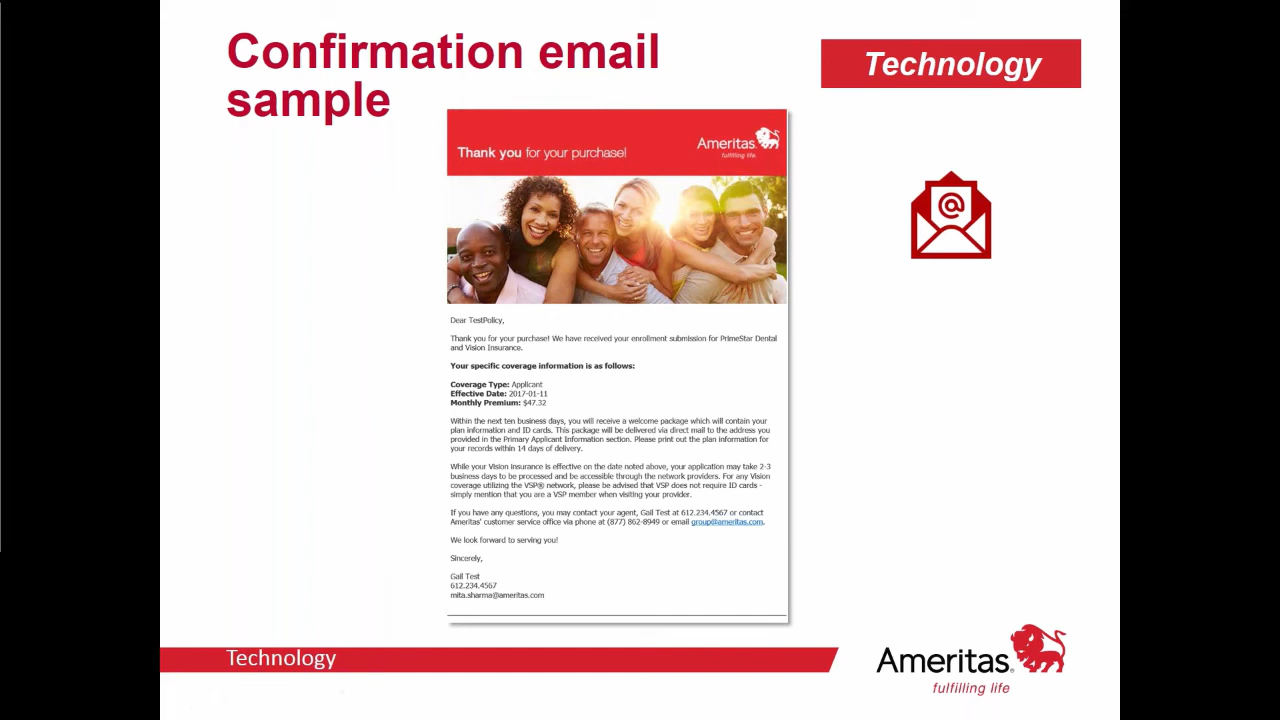 Confirmation email
sample
Technology
Thank you for your purchase!
Ameritas
fulfilling life.
Dear TestPolicy,
Thank you for your purchase! We have received your enrollment submission for PrimeStar Dental
and Vision Insurance.
Your specific coverage information is as follows:
Coverage Type: Applicant
Effective Date: 2017-01-11
Monthly Premium: $47.32
Within the next ten business days, you will receive a welcome package which will contain your
plan information and ID cards. This package will be delivered via direct mail to the address you
provided in the Primary Applicant Information section. Please print out the plan information for
your records within 14 days of delivery.
While your Vision insurance is effective on the date noted above, your application may take 2-3
business days to be processed and be accessible through the network providers. For any Vision
coverage utilizing the VSP® network, please be advised that VSP does not require ID cards -
simply mention that you are a VSP member when visiting your provider.
If you have any questions, you may contact your agent, Gail Test at 612.234.4567 or contact
Ameritas' customer service office via phone at (877) 862-8949 or email group@ameritas.com.
We look forward to serving you!
Sincerely,
Gail Test
612.234.4567
mita.sharma@ameritas.com
Technology
Ameritas®
fulfilling life